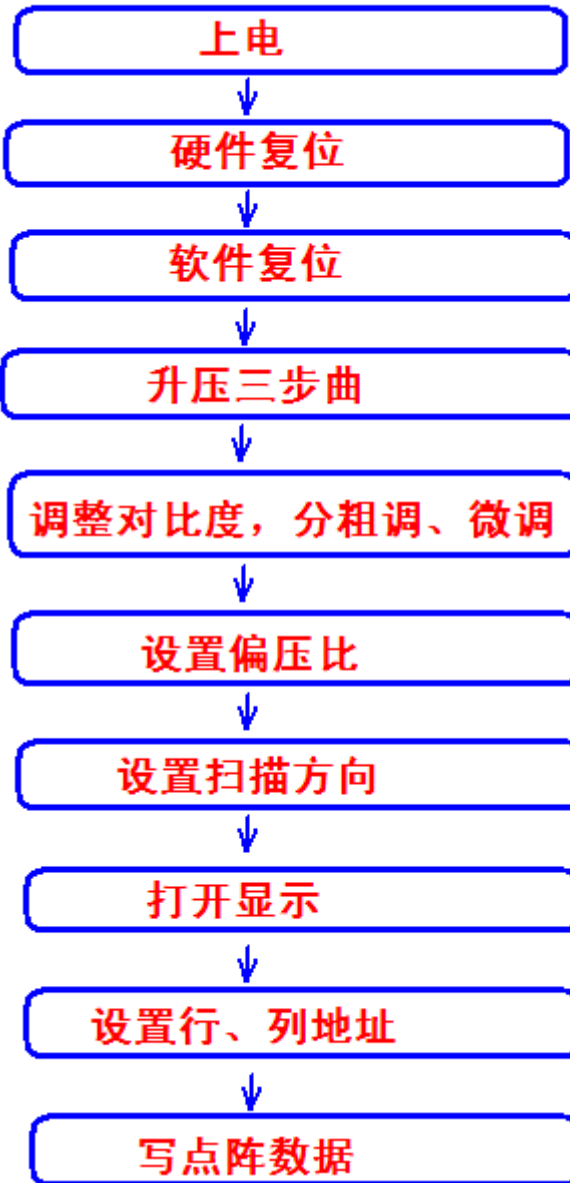 上电
硬件复位
软件复位
升压三步曲
调整对比度，分粗调、微调
设置偏压比
设置扫描方向
打开显示
设置行、列地址
写点阵数据